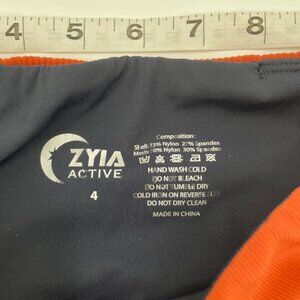 4 5 6 7 8
ZYIA
ACTIVE
4
Composition:
Shell: 73% Nylon 27% Spandex
Mesh: 70% Nylon 30% Spandex
HAND WASH COLD
DO NOT BLEACH
DO NOT TUMBLE DRY
COLD IRON ON REVERSE SIDE
DO NOT DRY CLEAN
MADE IN CHINA